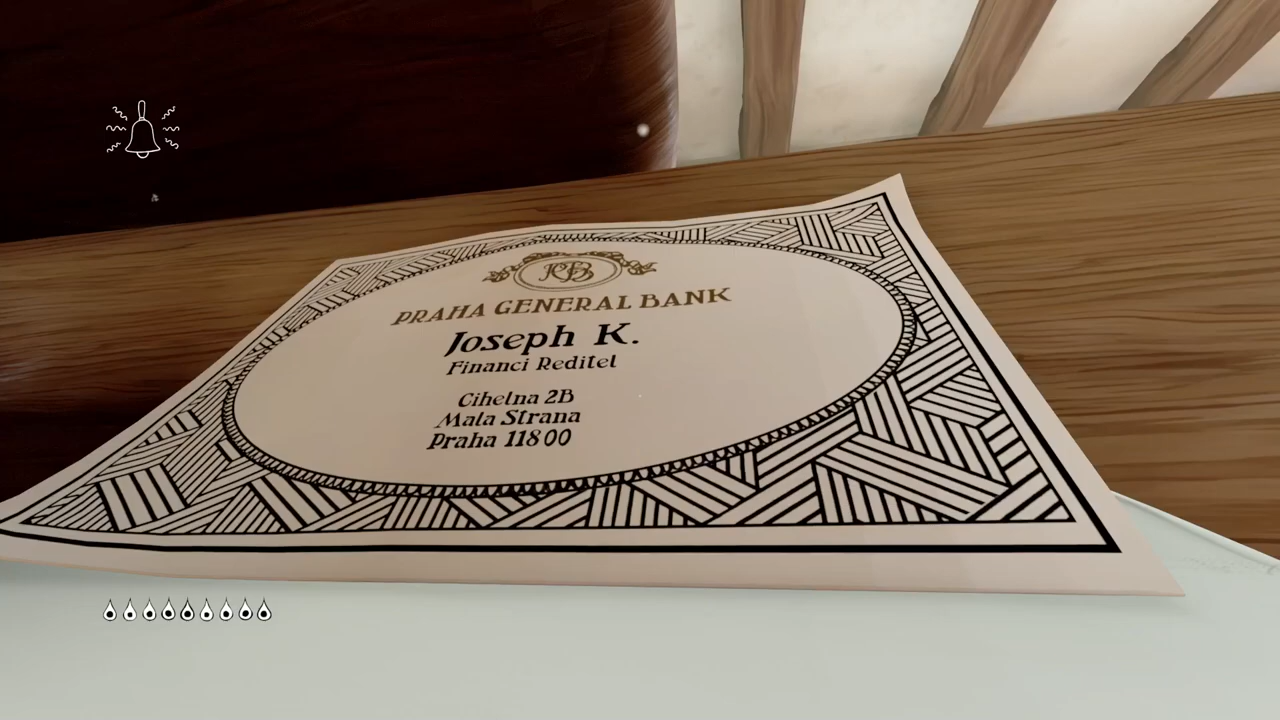 PB
PRAHA GENERAL BANK
Joseph K.
Financi Reditel
Cihelna 2B
Mala Strana
Praha 118 00